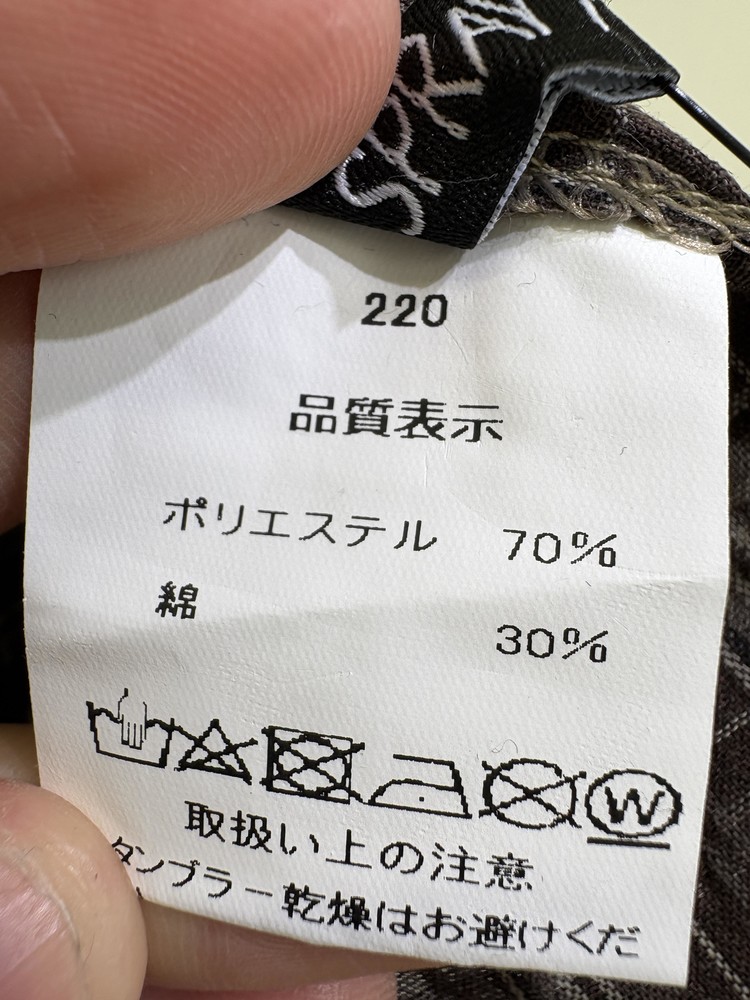 SPRAY
220
品質表示
ポリエステル 70%
綿 30%
W
取扱い上の注意
タンブラー乾燥はお避けくだ